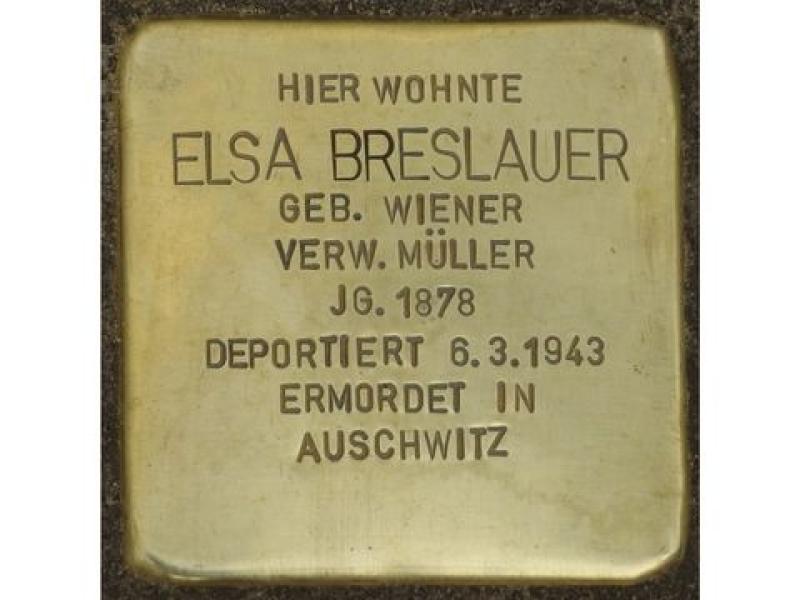 HIER WOHNTE
ELSA BRESLAUER
GEB. WIENER
VERW. MÜLLER
JG. 1878
DEPORTIERT 6.3.1943
ERMORDET IN
AUSCHWITZ